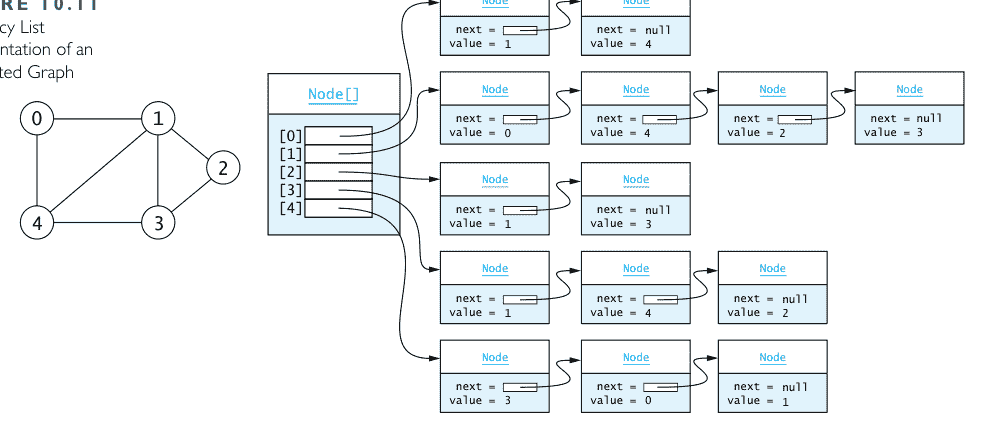 10.11
cy List
ntation of an
ted Graph
0
1
2
4
3
Node[]
[0]
[1]
[2]
[3]
[4]
Node
next =
value = 1
Node
next = null
value = 4
Node
next =
value = 0
Node
next =
value = 4
Node
next =
value = 2
Node
next = null
value = 3
Node
next =
value = 1
Node
next = null
value = 3
Node
next =
value = 1
Node
next =
value = 4
Node
next = null
value = 2
Node
next =
value = 3
Node
next =
value = 0
Node
next = null
value = 1